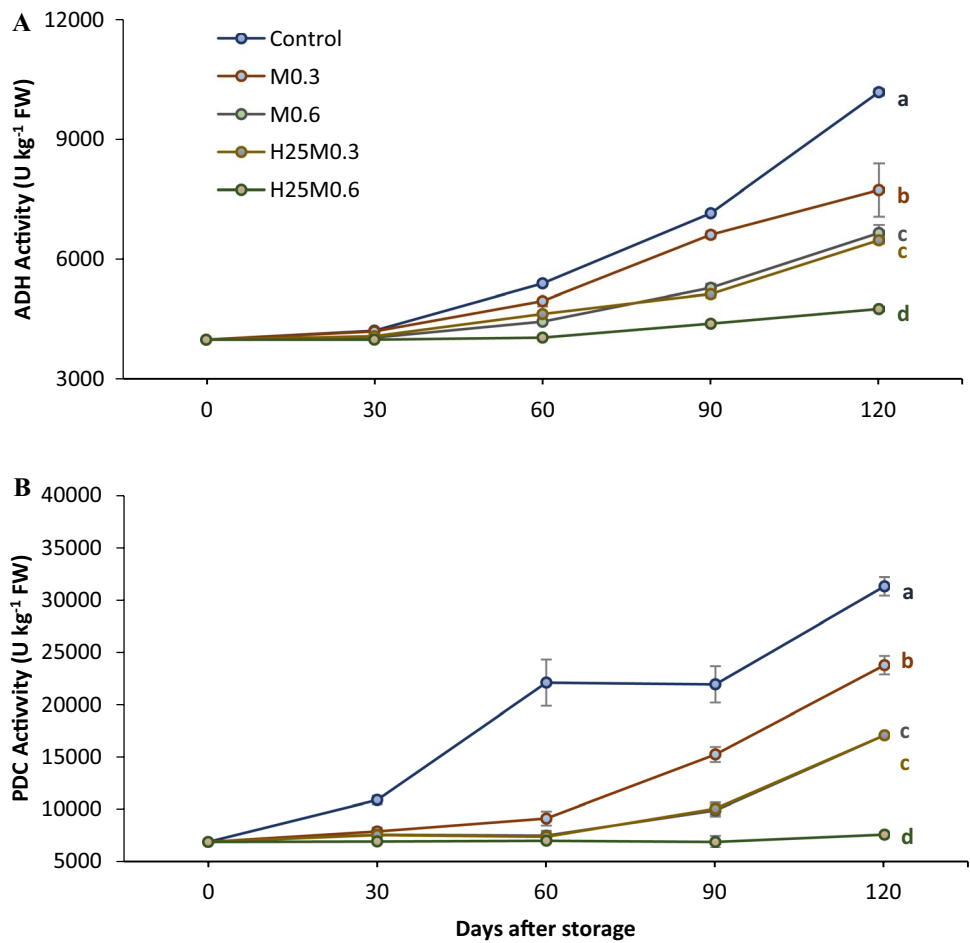 A
12000
9000
6000
3000
ADH Activity (U kg⁻¹ FW)
Control
M0.3
M0.6
H25M0.3
H25M0.6
a
b
c
c
d
0 30 60 90 120
B
40000
35000
30000
25000
20000
15000
10000
5000
PDC Activvity (U kg⁻¹ FW)
a
b
c
c
d
0 30 60 90 120
Days after storage